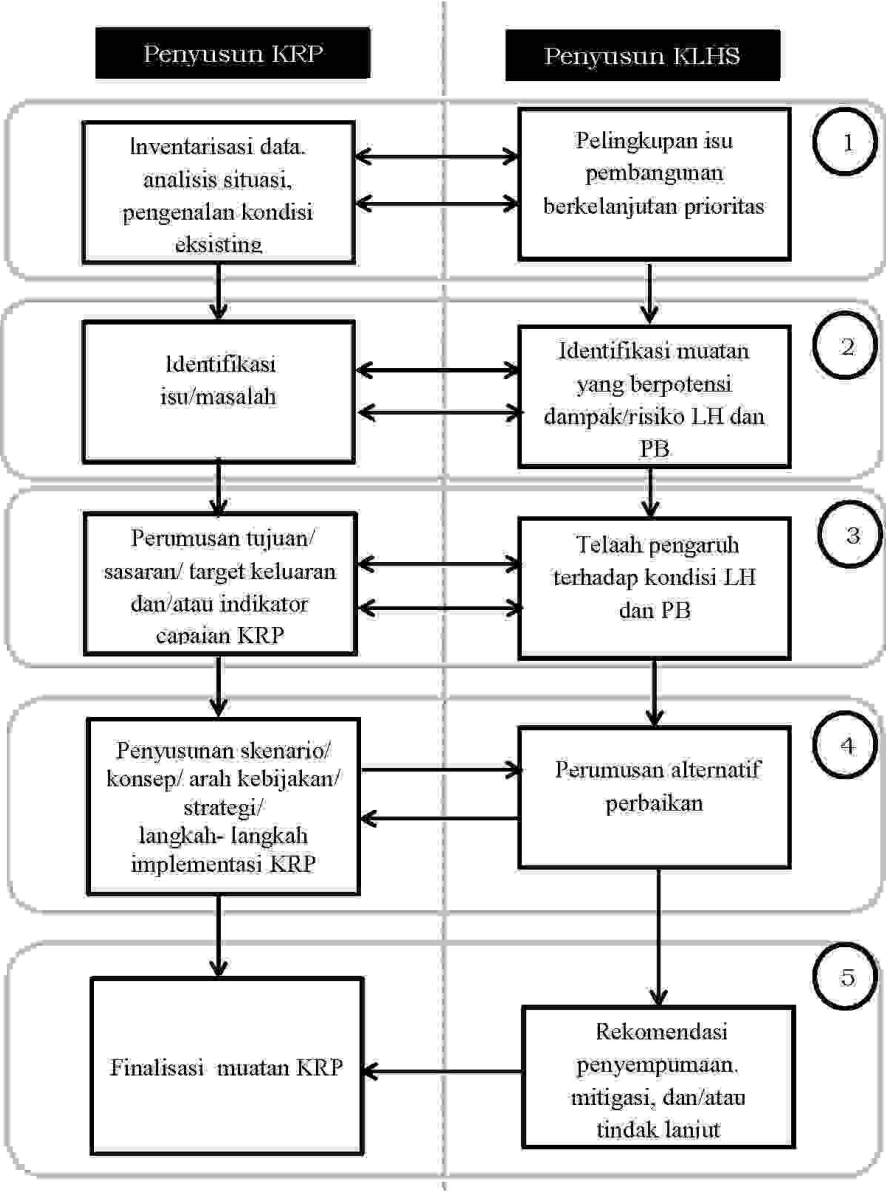 Penyusun KRP
Penyusun KLHS
Inventarisasi data.
analisis situasi,
pengenalan kondisi
eksisting
Pelingkupan isu
pembangunan
berkelanjutan prioritas
1
Identifikasi
isu/masalah
Identifikasi muatan
yang berpotensi
dampak/risiko LH dan
PB
2
Perumusan tujuan/
sasaran/ target keluaran
dan/atau indikator
capaian KRP
Telaah pengaruh
terhadap kondisi LH
dan PB
3
Penyusunan skenario/
konsep/ arah kebijakan/
strategi/
langkah- langkah
implementasi KRP
Perumusan alternatif
perbaikan
4
Finalisasi muatan KRP
Rekomendasi
penyempumaan.
mitigasi, dan/atau
tindak lanjut
5